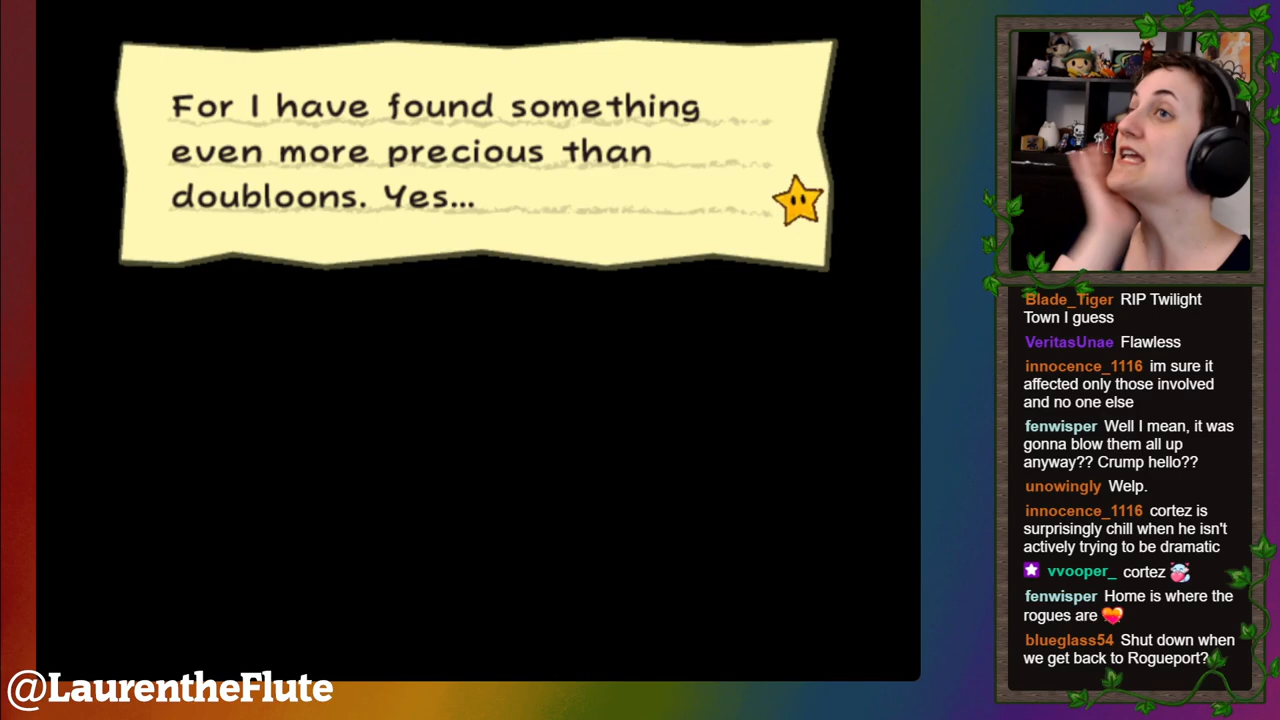 For I have found something
even more precious than
doubloons. Yes...
Blade_Tiger RIP Twilight
Town I guess
VeritasUnae Flawless
innocence_1116 im sure it
affected only those involved
and no one else
fenwisper Well I mean, it was
gonna blow them all up
anyway?? Crump hello??
unowingly Welp.
innocence_1116 cortez is
surprisingly chill when he isn't
actively trying to be dramatic
vvooper_ cortez
fenwisper Home is where the
rogues are
blueglass54 Shut down when
we get back to Rogueport?
@LaurentheFlute